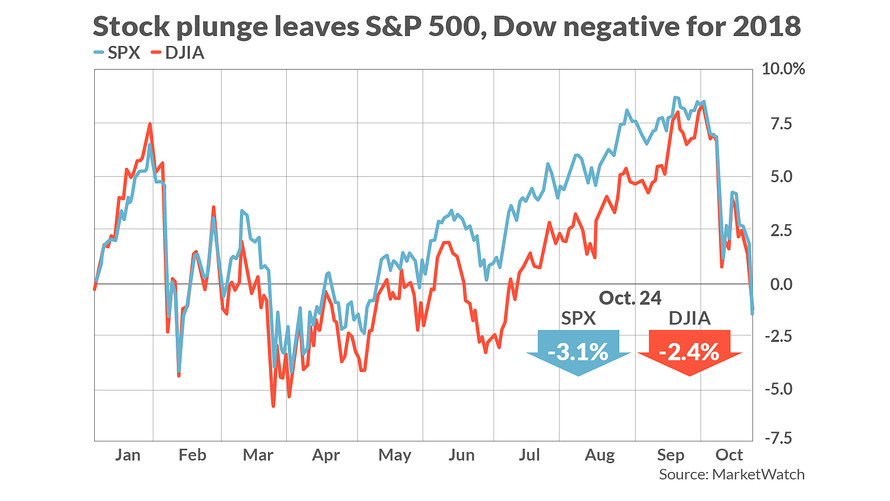 Stock plunge leaves S&P 500, Dow negative for 2018
SPX DJIA
10.0%
7.5
5.0
2.5
0.0
-2.5
-5.0
-7.5
Oct. 24
SPX DJIA
-3.1% -2.4%
Jan Feb Mar Apr May Jun Jul Aug Sep Oct
Source: MarketWatch